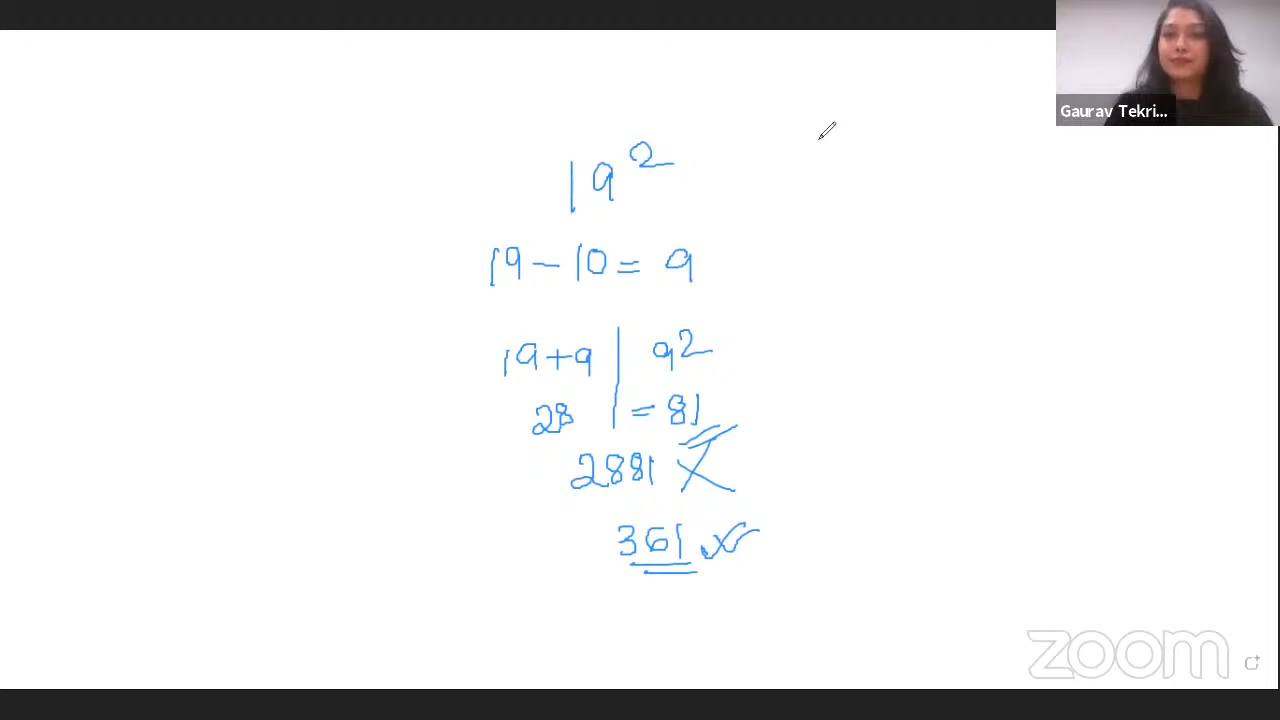 Gaurav Tekri...
19²
19 - 10 = 9
19+9 | 9²
28 | = 81
2881 X
361 ✓
zoom